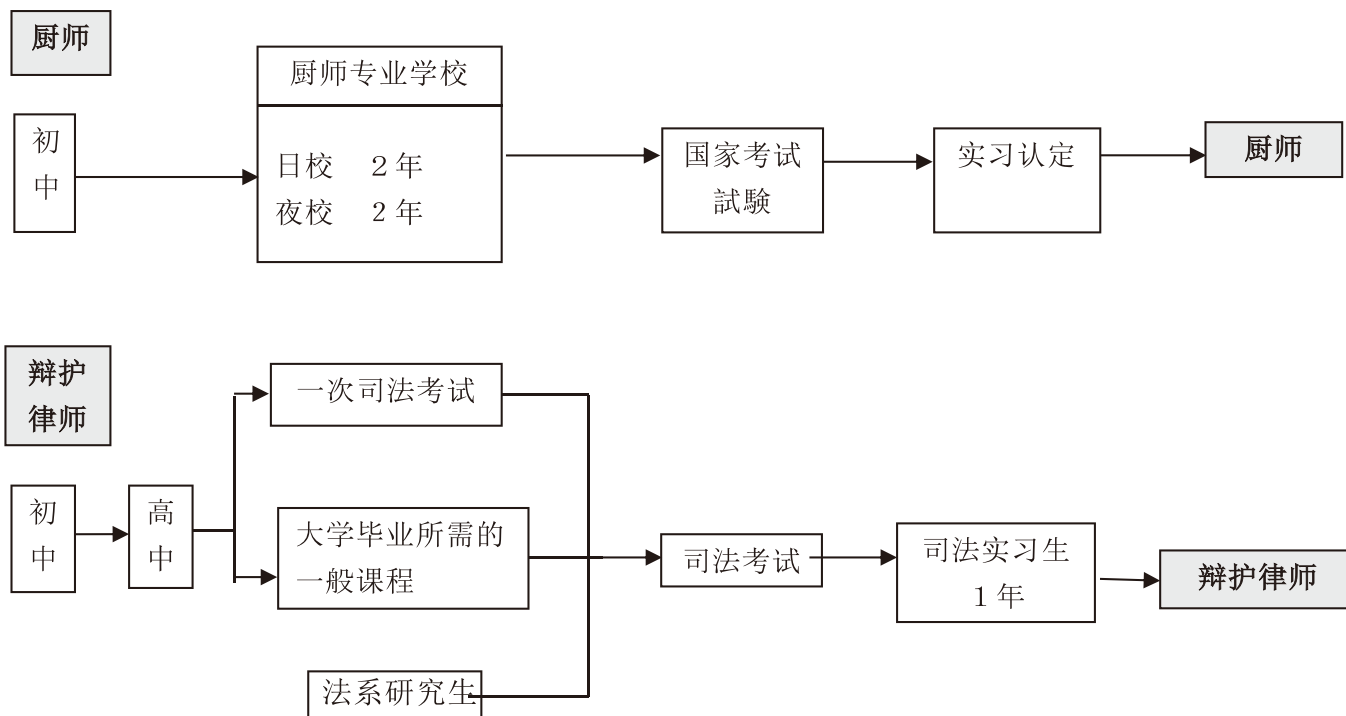 厨师
初
中
厨师专业学校
日校 2年
夜校 2年
国家考试
試験
实习认定
厨师
辩护
律师
初
中
高
中
一次司法考试
大学毕业所需的
一般课程
法系研究生
司法考试
司法实习生
1年
辩护律师